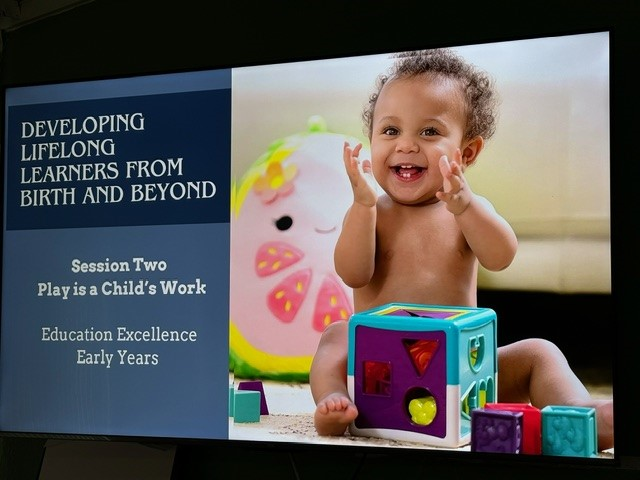 DEVELOPING
LIFELONG
LEARNERS FROM
BIRTH AND BEYOND
Session Two
Play is a Child's Work
Education Excellence
Early Years